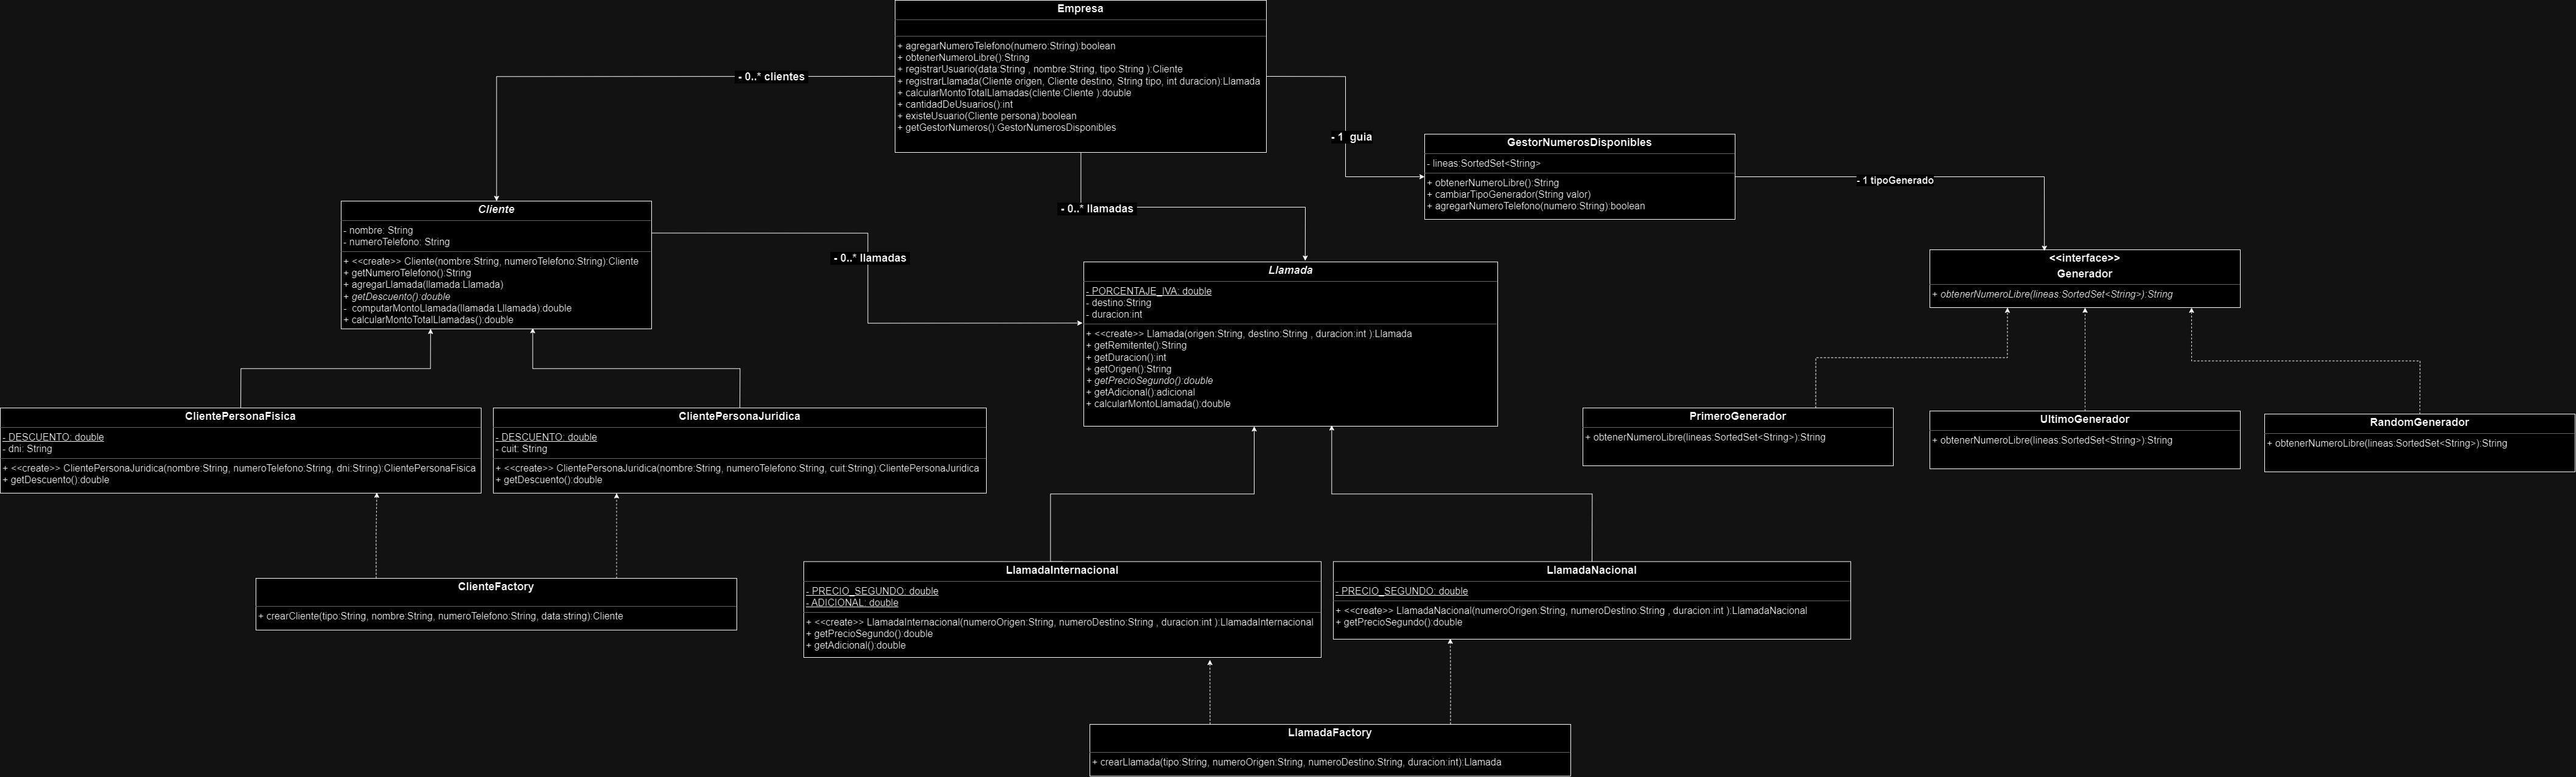 Empresa
+ agregarNumeroTelefono(numero:String):boolean
+ obtenerNumeroLibre():String
+ registrarUsuario(data:String , nombre:String, tipo:String ):Cliente
+ registrarLlamada(Cliente origen, Cliente destino, String tipo, int duracion):Llamada
+ calcularMontoTotalLlamadas(cliente:Cliente ):double
+ cantidadDeUsuarios():int
+ existeUsuario(Cliente persona):boolean
+ getGestorNumeros():GestorNumerosDisponibles
- 0..* clientes
- 1  guia
- 0..* llamadas
GestorNumerosDisponibles
- lineas:SortedSet<String>
+ obtenerNumeroLibre():String
+ cambiarTipoGenerador(String valor)
+ agregarNumeroTelefono(numero:String):boolean
- 1 tipoGenerado
Cliente
- nombre: String
- numeroTelefono: String
+ <<create>> Cliente(nombre:String, numeroTelefono:String):Cliente
+ getNumeroTelefono():String
+ agregarLlamada(llamada:Llamada)
+ getDescuento():double
-  computarMontoLlamada(llamada:Lllamada):double
+ calcularMontoTotalLlamadas():double
- 0..* llamadas
Llamada
- PORCENTAJE_IVA: double
- destino:String
- duracion:int
+ <<create>> Llamada(origen:String, destino:String , duracion:int ):Llamada
+ getRemitente():String
+ getDuracion():int
+ getOrigen():String
+ getPrecioSegundo():double
+ getAdicional():adicional
+ calcularMontoLlamada():double
<<interface>>
Generador
+ obtenerNumeroLibre(lineas:SortedSet<String>):String
ClientePersonaFisica
- DESCUENTO: double
- dni: String
+ <<create>> ClientePersonaJuridica(nombre:String, numeroTelefono:String, dni:String):ClientePersonaFisica
+ getDescuento():double
ClientePersonaJuridica
- DESCUENTO: double
- cuit: String
+ <<create>> ClientePersonaJuridica(nombre:String, numeroTelefono:String, cuit:String):ClientePersonaJuridica
+ getDescuento():double
PrimeroGenerador
+ obtenerNumeroLibre(lineas:SortedSet<String>):String
UltimoGenerador
+ obtenerNumeroLibre(lineas:SortedSet<String>):String
RandomGenerador
+ obtenerNumeroLibre(lineas:SortedSet<String>):String
ClienteFactory
+ crearCliente(tipo:String, nombre:String, numeroTelefono:String, data:string):Cliente
LlamadaInternacional
- PRECIO_SEGUNDO: double
- ADICIONAL: double
+ <<create>> LlamadaInternacional(numeroOrigen:String, numeroDestino:String , duracion:int ):LlamadaInternacional
+ getPrecioSegundo():double
+ getAdicional():double
LlamadaNacional
- PRECIO_SEGUNDO: double
+ <<create>> LlamadaNacional(numeroOrigen:String, numeroDestino:String , duracion:int ):LlamadaNacional
+ getPrecioSegundo():double
LlamadaFactory
+ crearLlamada(tipo:String, numeroOrigen:String, numeroDestino:String, duracion:int):Llamada